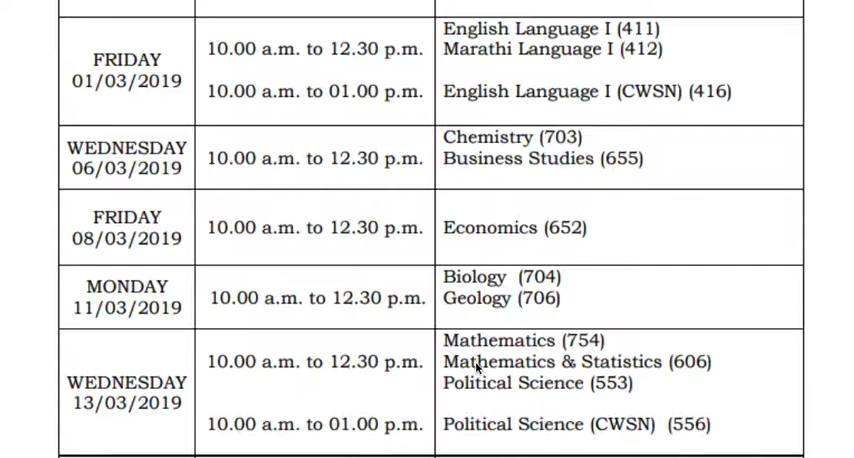 FRIDAY
01/03/2019
10.00 a.m. to 12.30 p.m.
10.00 a.m. to 01.00 p.m.
English Language I (411)
Marathi Language I (412)
English Language I (CWSN) (416)
WEDNESDAY
06/03/2019
10.00 a.m. to 12.30 p.m.
Chemistry (703)
Business Studies (655)
FRIDAY
08/03/2019
10.00 a.m. to 12.30 p.m.
Economics (652)
MONDAY
11/03/2019
10.00 a.m. to 12.30 p.m.
Biology (704)
Geology (706)
WEDNESDAY
13/03/2019
10.00 a.m. to 12.30 p.m.
10.00 a.m. to 01.00 p.m.
Mathematics (754)
Mathematics & Statistics (606)
Political Science (553)
Political Science (CWSN) (556)